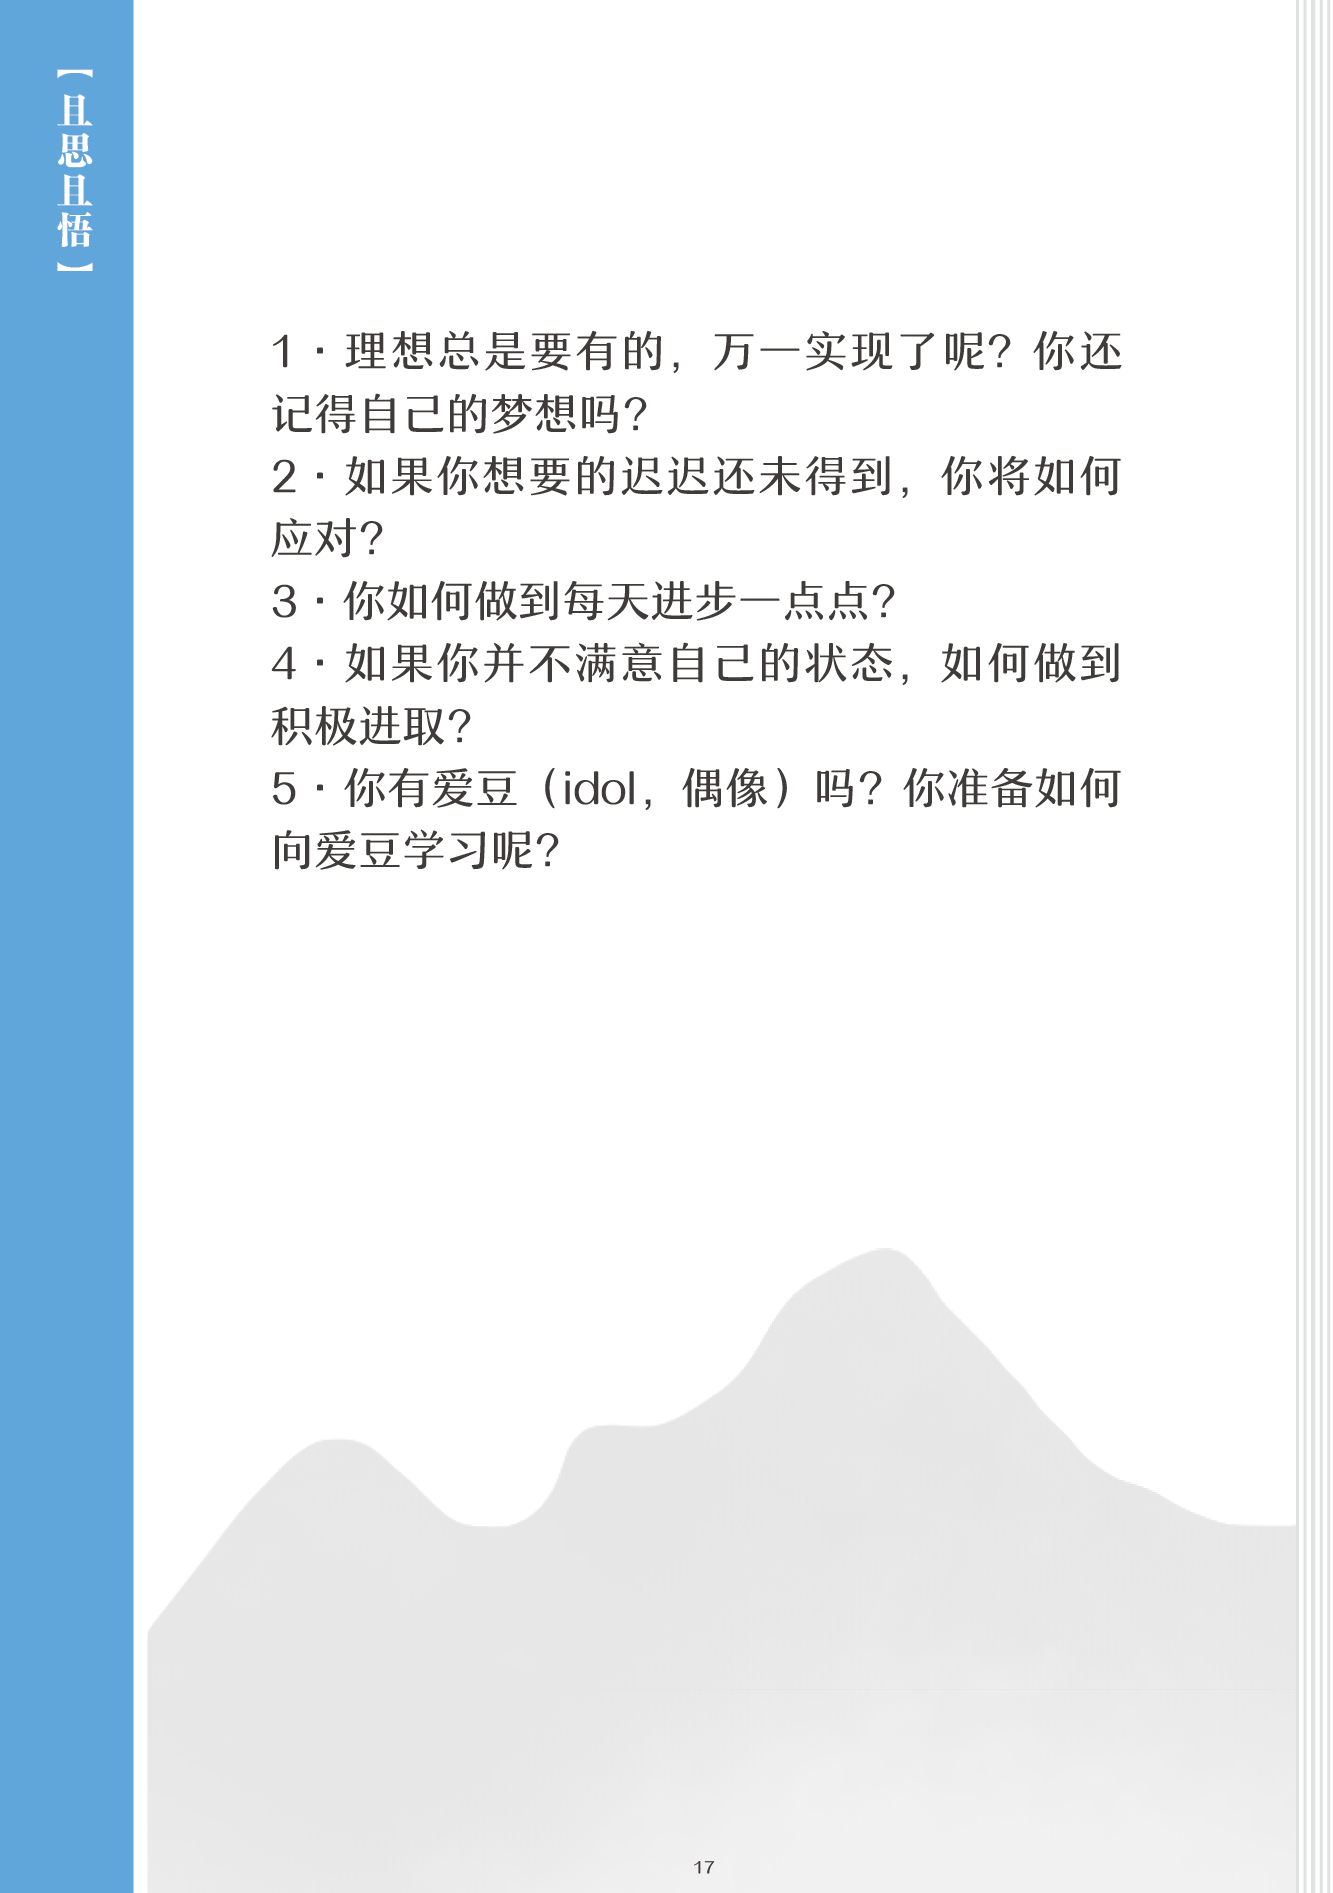 【且思且悟】
1·理想总是要有的，万一实现了呢？你还
记得自己的梦想吗？
2·如果你想要的迟迟还未得到，你将如何
应对？
3·你如何做到每天进步一点点？
4·如果你并不满意自己的状态，如何做到
积极进取？
5·你有爱豆（idol，偶像）吗？你准备如何
向爱豆学习呢？
17